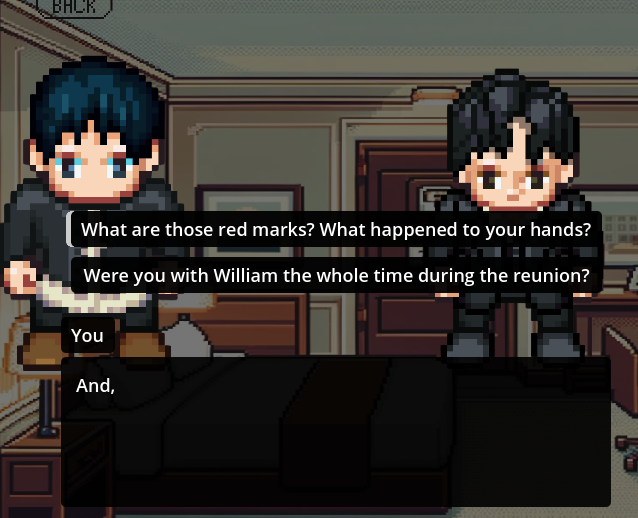 BACK
What are those red marks? What happened to your hands?
Were you with William the whole time during the reunion?
You
And,